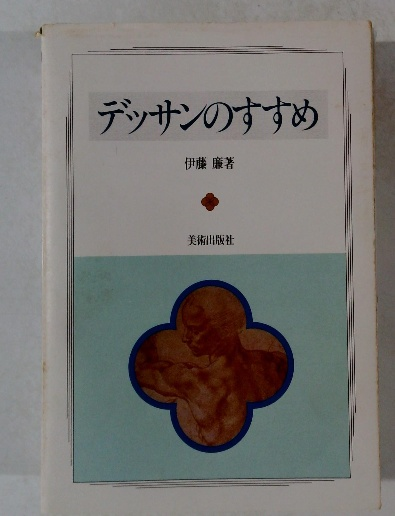 デッサンのすすめ
伊藤 廉著
美術出版社